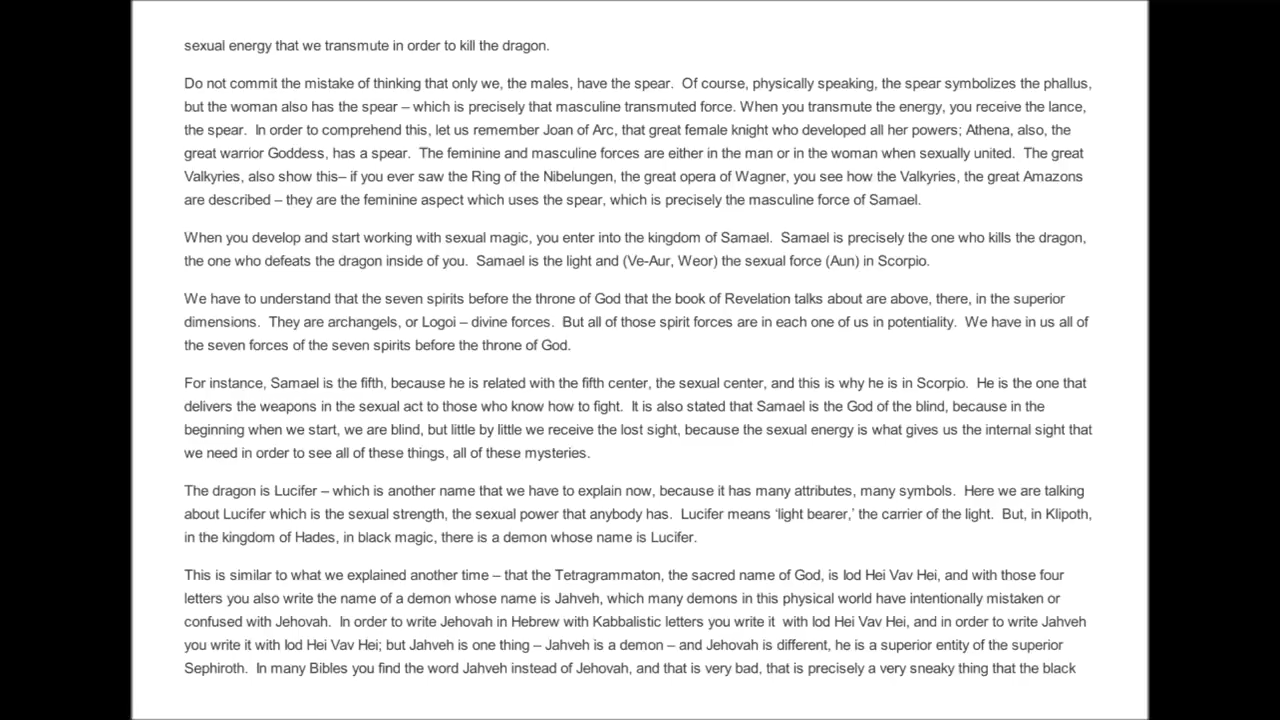 sexual energy that we transmute in order to kill the dragon.
Do not commit the mistake of thinking that only we, the males, have the spear.  Of course, physically speaking, the spear symbolizes the phallus,
but the woman also has the spear – which is precisely that masculine transmuted force. When you transmute the energy, you receive the lance,
the spear.  In order to comprehend this, let us remember Joan of Arc, that great female knight who developed all her powers; Athena, also, the
great warrior Goddess, has a spear.  The feminine and masculine forces are either in the man or in the woman when sexually united.  The great
Valkyries, also show this– if you ever saw the Ring of the Nibelungen, the great opera of Wagner, you see how the Valkyries, the great Amazons
are described – they are the feminine aspect which uses the spear, which is precisely the masculine force of Samael.
When you develop and start working with sexual magic, you enter into the kingdom of Samael.  Samael is precisely the one who kills the dragon,
the one who defeats the dragon inside of you.  Samael is the light and (Ve-Aur, Weor) the sexual force (Aun) in Scorpio.
We have to understand that the seven spirits before the throne of God that the book of Revelation talks about are above, there, in the superior
dimensions.  They are archangels, or Logoi – divine forces.  But all of those spirit forces are in each one of us in potentiality.  We have in us all of
the seven forces of the seven spirits before the throne of God.
For instance, Samael is the fifth, because he is related with the fifth center, the sexual center, and this is why he is in Scorpio.  He is the one that
delivers the weapons in the sexual act to those who know how to fight.  It is also stated that Samael is the God of the blind, because in the
beginning when we start, we are blind, but little by little we receive the lost sight, because the sexual energy is what gives us the internal sight that
we need in order to see all of these things, all of these mysteries.
The dragon is Lucifer – which is another name that we have to explain now, because it has many attributes, many symbols.  Here we are talking
about Lucifer which is the sexual strength, the sexual power that anybody has.  Lucifer means ‘light bearer,’ the carrier of the light.  But, in Klipoth,
in the kingdom of Hades, in black magic, there is a demon whose name is Lucifer.
This is similar to what we explained another time – that the Tetragrammaton, the sacred name of God, is Iod Hei Vav Hei, and with those four
letters you also write the name of a demon whose name is Jahveh, which many demons in this physical world have intentionally mistaken or
confused with Jehovah.  In order to write Jehovah in Hebrew with Kabbalistic letters you write it  with Iod Hei Vav Hei, and in order to write Jahveh
you write it with Iod Hei Vav Hei; but Jahveh is one thing – Jahveh is a demon – and Jehovah is different, he is a superior entity of the superior
Sephiroth.  In many Bibles you find the word Jahveh instead of Jehovah, and that is very bad, that is precisely a very sneaky thing that the black